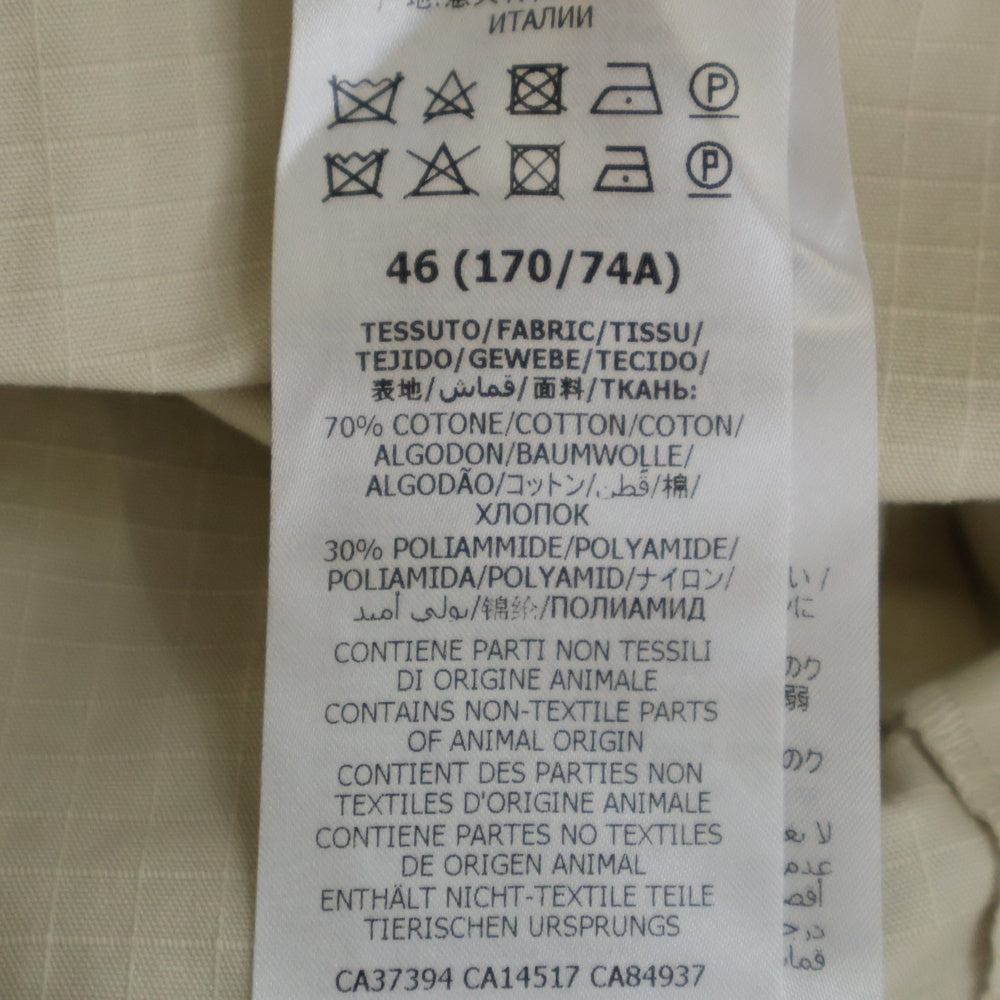 ИТАЛИИ
P
P
46 (170/74A)
TESSUTO/FABRIC/TISSU/
TEJIDO/GEWEBE/TECIDO/
表地/قماش/面料/ТКАНЬ:
70% COTONE/COTTON/COTON/
ALGODON/BAUMWOLLE/
ALGODÃO/コットン/قطن/棉/
ХЛОПОК
30% POLIAMMIDE/POLYAMIDE/
POLIAMIDA/POLYAMID/ナイロン/
بولي أميد/锦纶/ПОЛИАМИД
CONTIENE PARTI NON TESSILI
DI ORIGINE ANIMALE
CONTAINS NON-TEXTILE PARTS
OF ANIMAL ORIGIN
CONTIENT DES PARTIES NON
TEXTILES D'ORIGINE ANIMALE
CONTIENE PARTES NO TEXTILES
DE ORIGEN ANIMAL
ENTHÄLT NICHT-TEXTILE TEILE
TIERISCHEN URSPRUNGS
CA37394 CA14517 CA84937